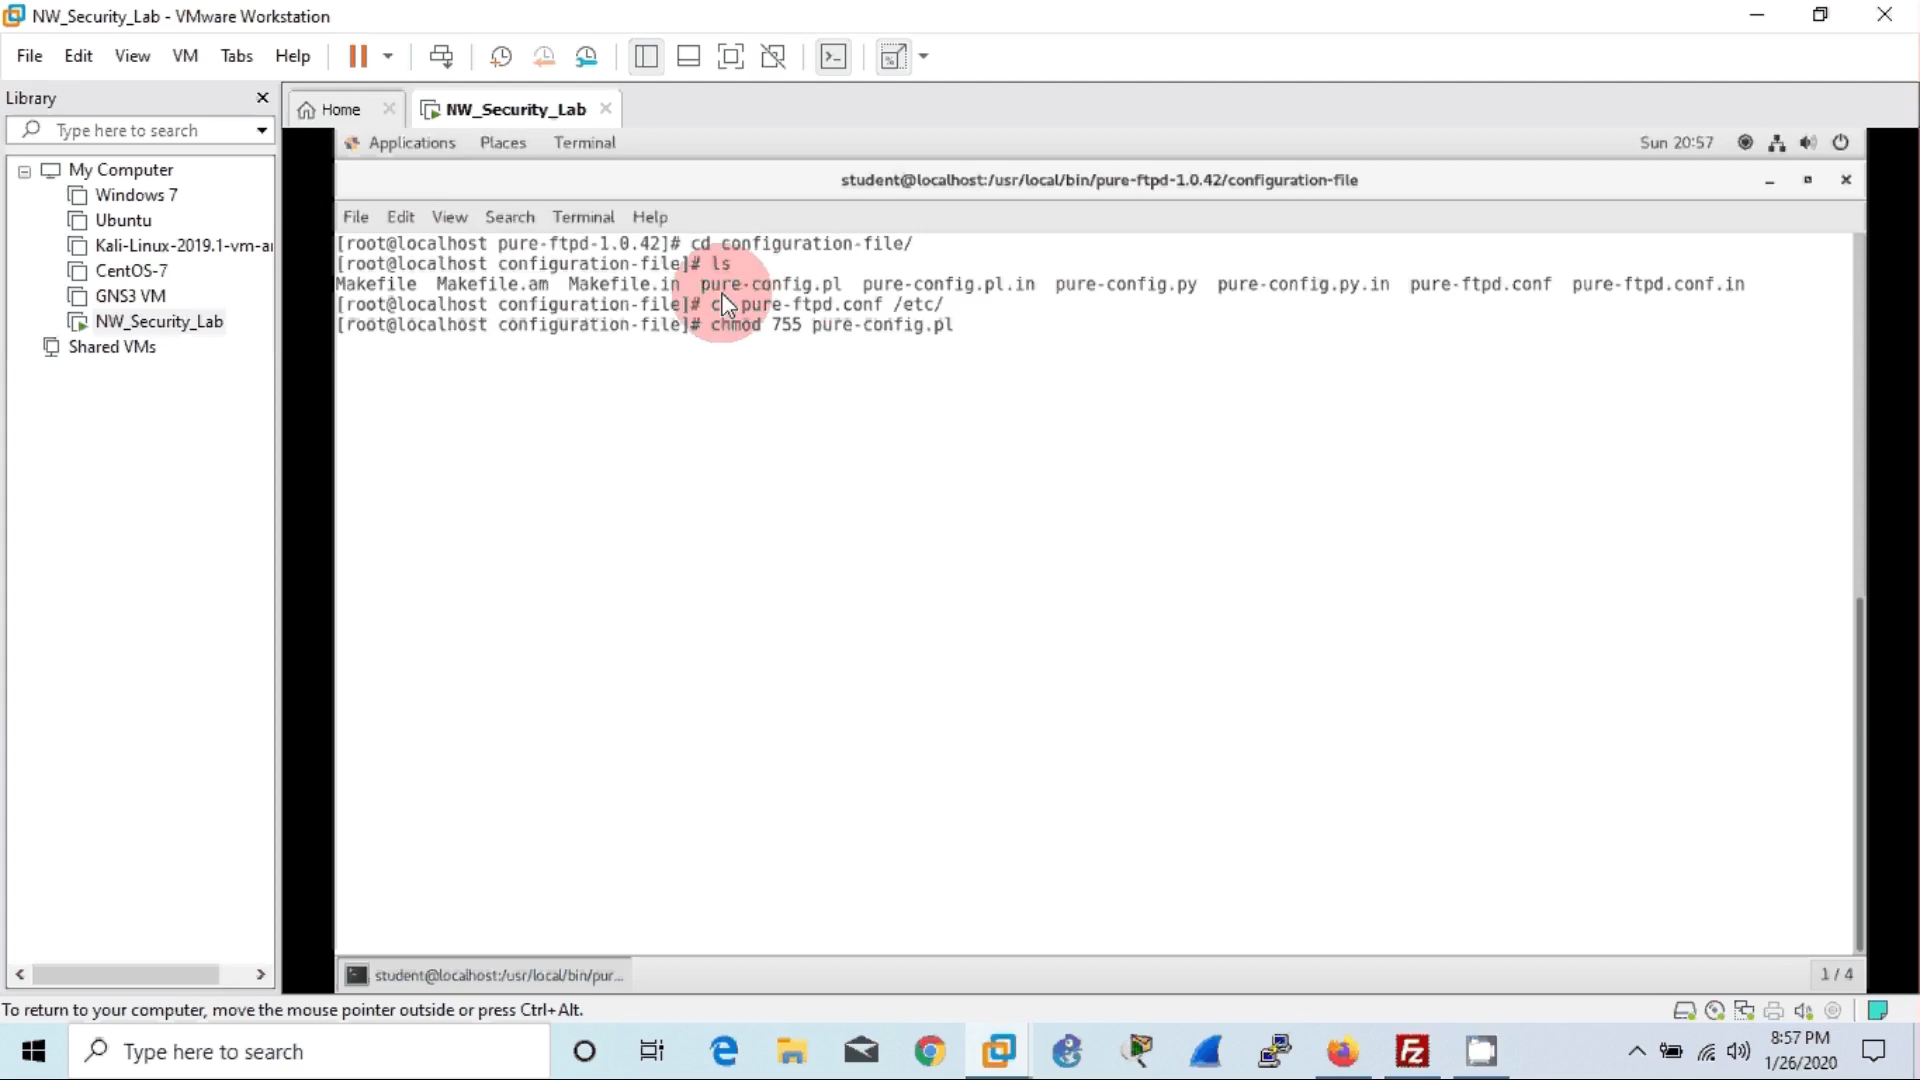 NW_Security_Lab - VMware Workstation
File Edit View VM Tabs Help
Library
Type here to search
My Computer
Windows 7
Ubuntu
Kali-Linux-2019.1-vm-a
CentOS-7
GNS3 VM
NW_Security_Lab
Shared VMs
Home NW_Security_Lab
Applications Places Terminal Sun 20:57
student@localhost:/usr/local/bin/pure-ftpd-1.0.42/configuration-file
File Edit View Search Terminal Help
[root@localhost pure-ftpd-1.0.42]# cd configuration-file/
[root@localhost configuration-file]# ls
Makefile Makefile.am Makefile.in pure-config.pl pure-config.pl.in pure-config.py pure-config.py.in pure-ftpd.conf pure-ftpd.conf.in
[root@localhost configuration-file]# pure-ftpd.conf /etc/
[root@localhost configuration-file]# chmod 755 pure-config.pl
student@localhost:/usr/local/bin/pur...
1 / 4
To return to your computer, move the mouse pointer outside or press Ctrl+Alt.
Type here to search
8:57 PM
1/26/2020